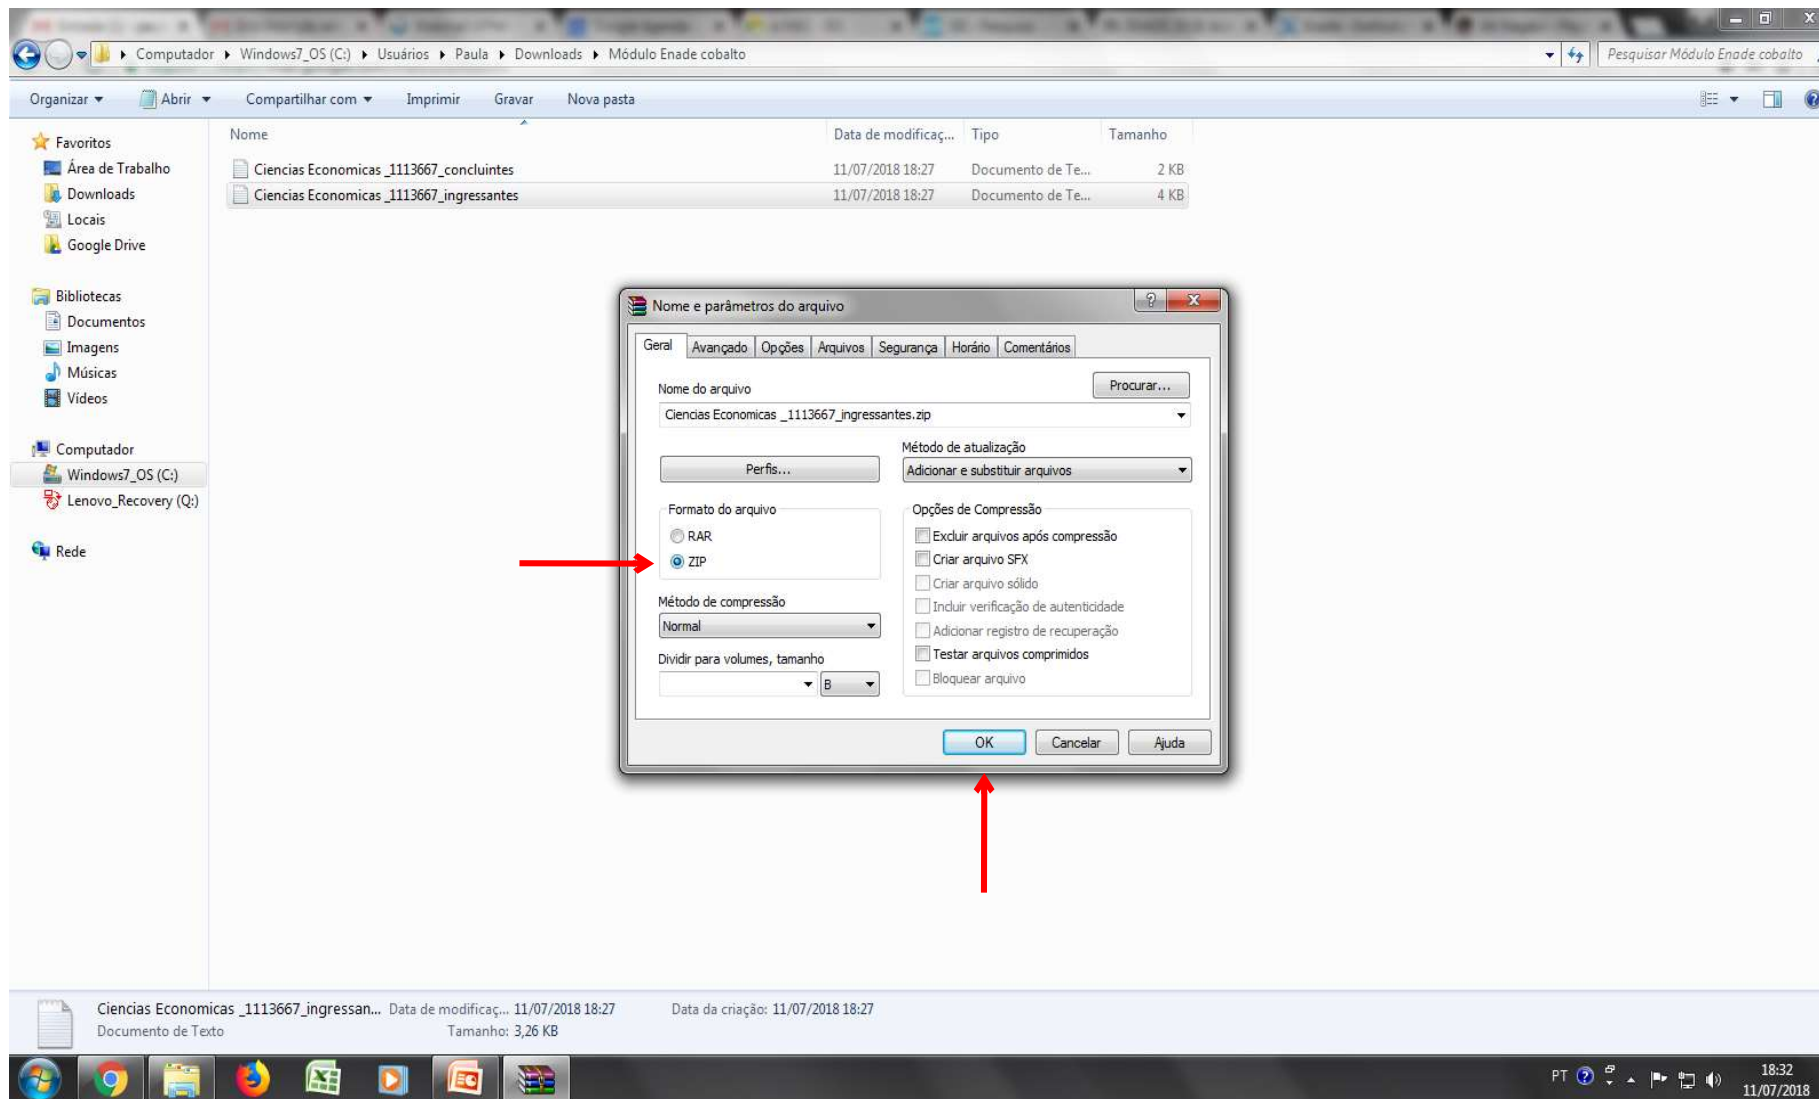 Computador Windows7_OS (C:) Usuários Paula Downloads Módulo Enade cobalto
Pesquisar Módulo Enade cobalto
Organizar Abrir Compartilhar com Imprimir Gravar Nova pasta
Favoritos
Área de Trabalho
Downloads
Locais
Google Drive
Bibliotecas
Documentos
Imagens
Músicas
Vídeos
Computador
Windows7_OS (C:)
Lenovo_Recovery (Q:)
Rede
Nome Data de modificaç... Tipo Tamanho
Ciencias Economicas _1113667_concluintes 11/07/2018 18:27 Documento de Te... 2 KB
Ciencias Economicas _1113667_ingressantes 11/07/2018 18:27 Documento de Te... 4 KB
Nome e parâmetros do arquivo
Geral Avançado Opções Arquivos Segurança Horário Comentários
Nome do arquivo
Procurar...
Ciencias Economicas _1113667_ingressantes.zip
Método de atualização
Perfis...
Adicionar e substituir arquivos
Formato do arquivo
RAR
ZIP
Método de compressão
Normal
Dividir para volumes, tamanho
B
Opções de Compressão
Excluir arquivos após compressão
Criar arquivo SFX
Criar arquivo sólido
Incluir verificação de autenticidade
Adicionar registro de recuperação
Testar arquivos comprimidos
Bloquear arquivo
OK Cancelar Ajuda
Ciencias Economicas _1113667_ingressan... Data de modificaç... 11/07/2018 18:27 Data da criação: 11/07/2018 18:27
Documento de Texto Tamanho: 3,26 KB
PT
18:32
11/07/2018